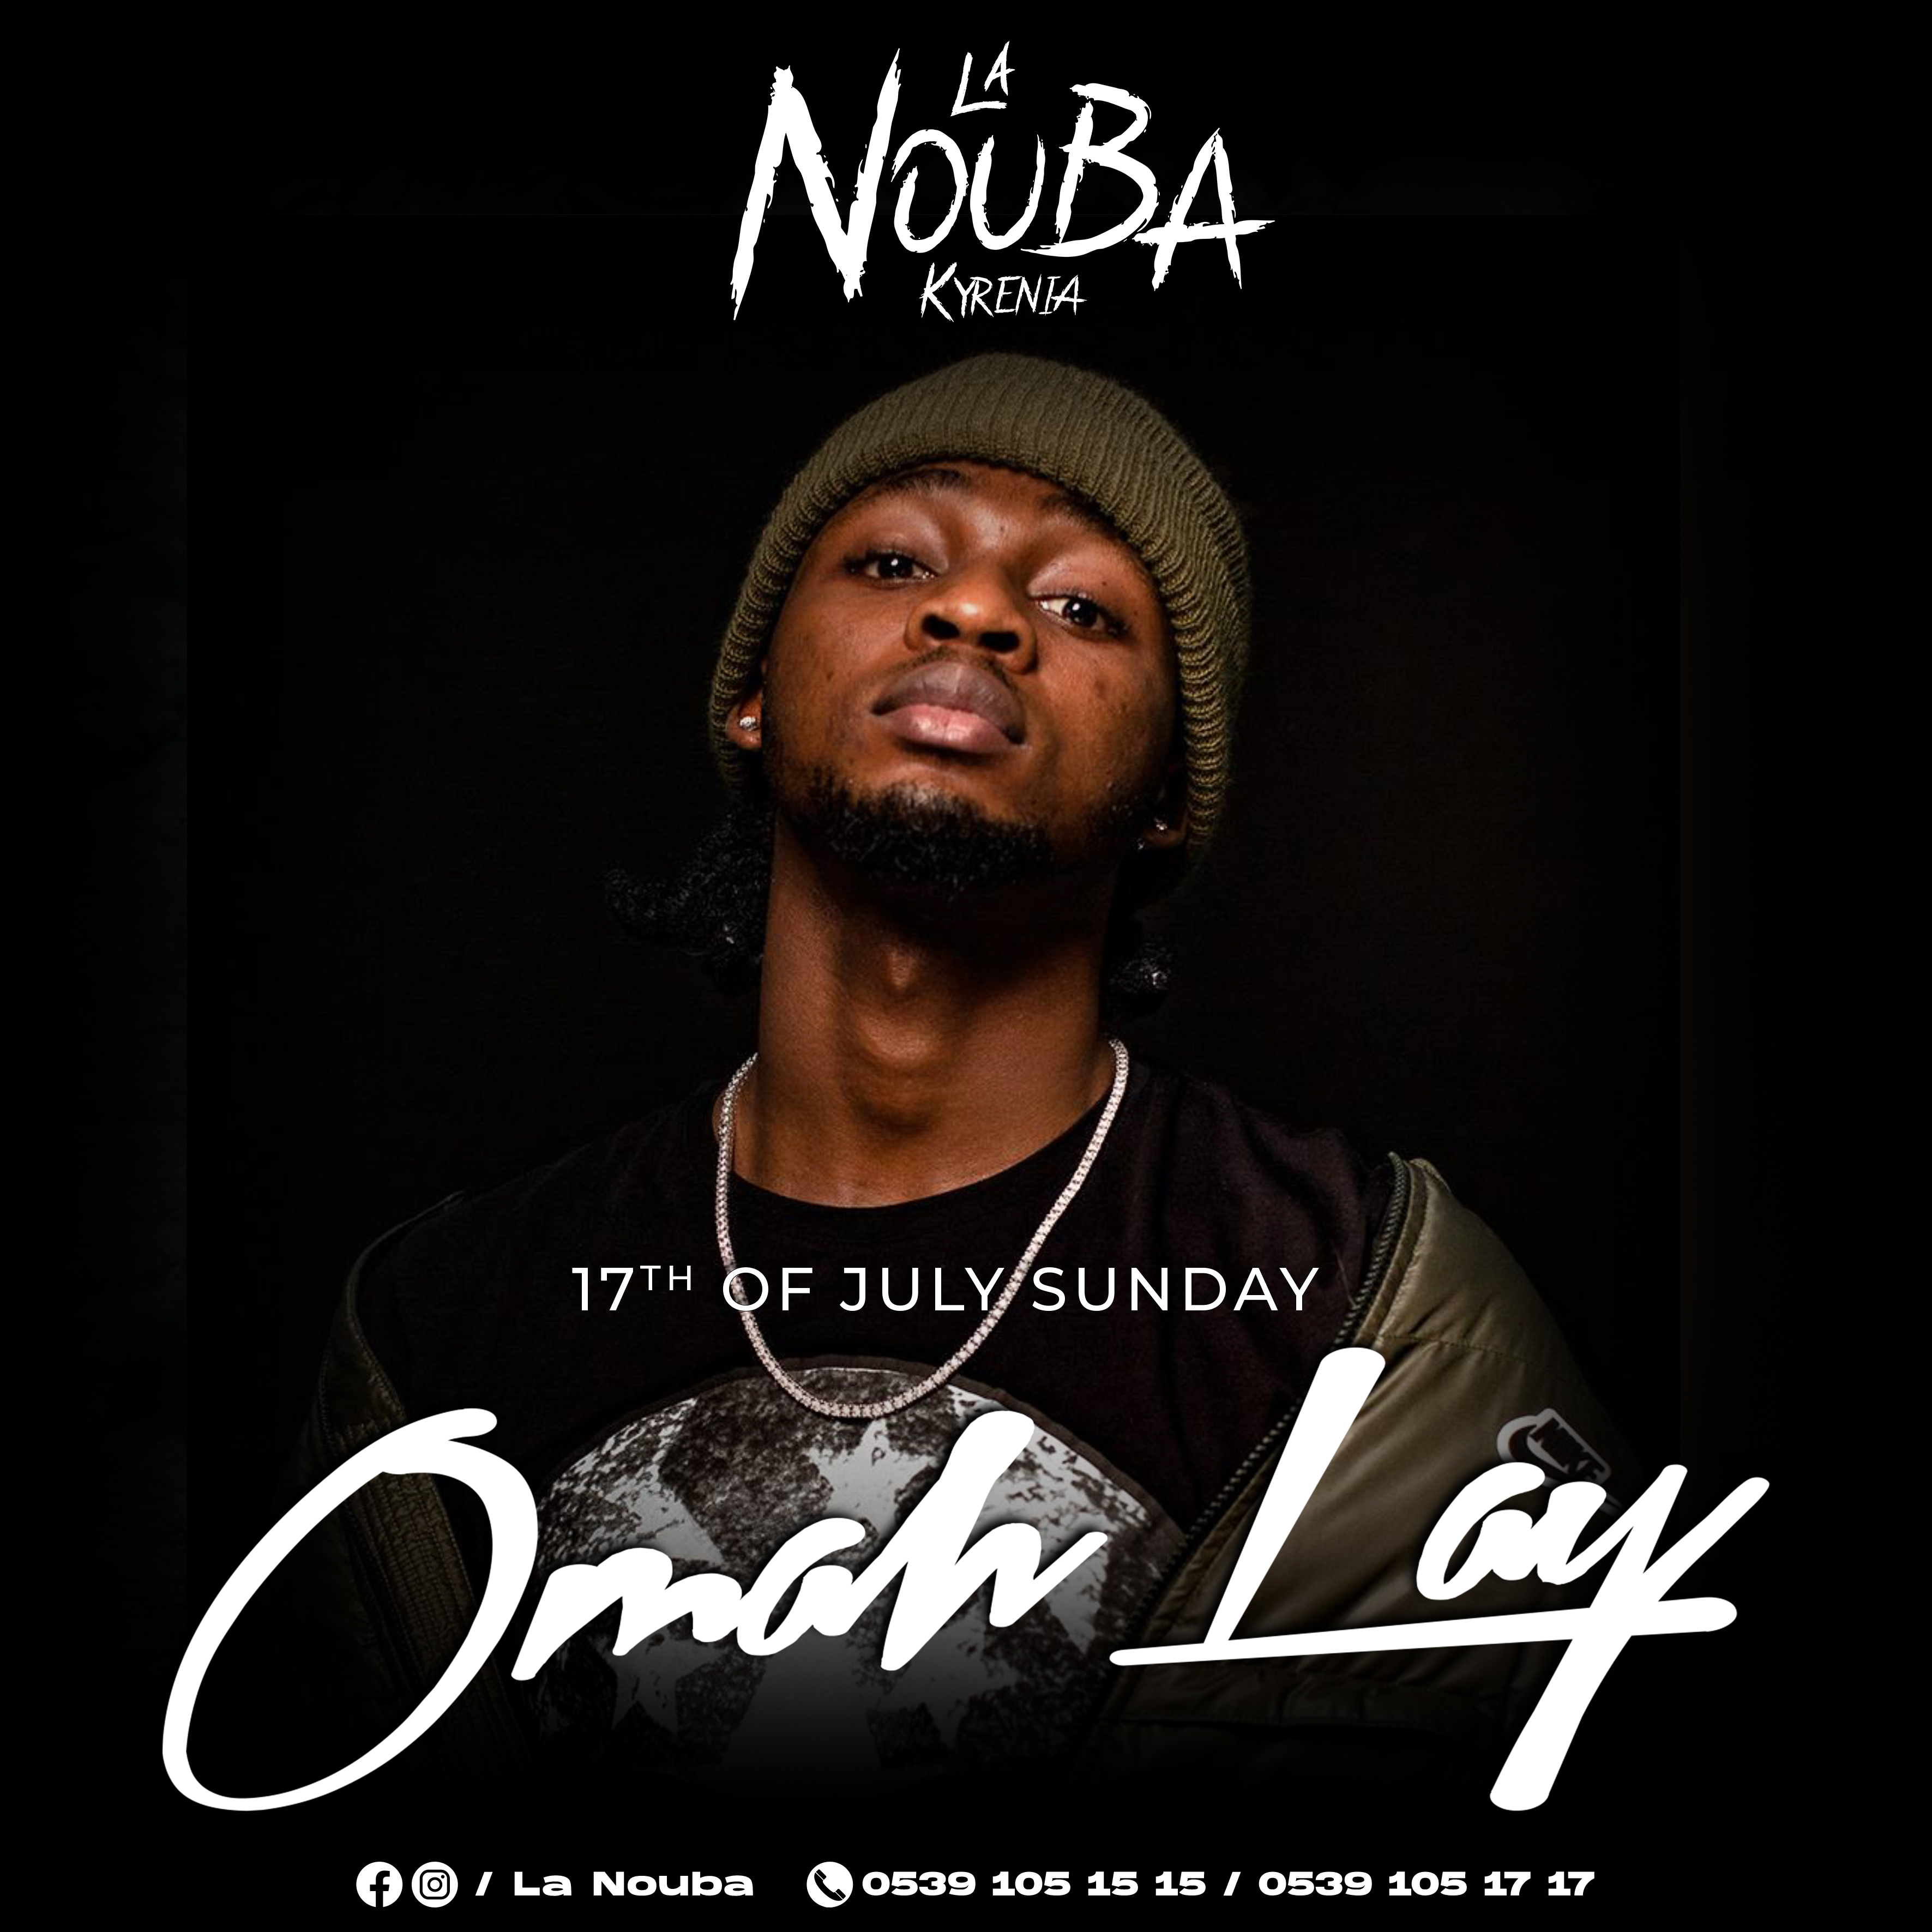 LA
NOUBA
KYRENIA
17TH OF JULY SUNDAY
Omah Lay
/ La Nouba 0539 105 15 15 / 0539 105 17 17